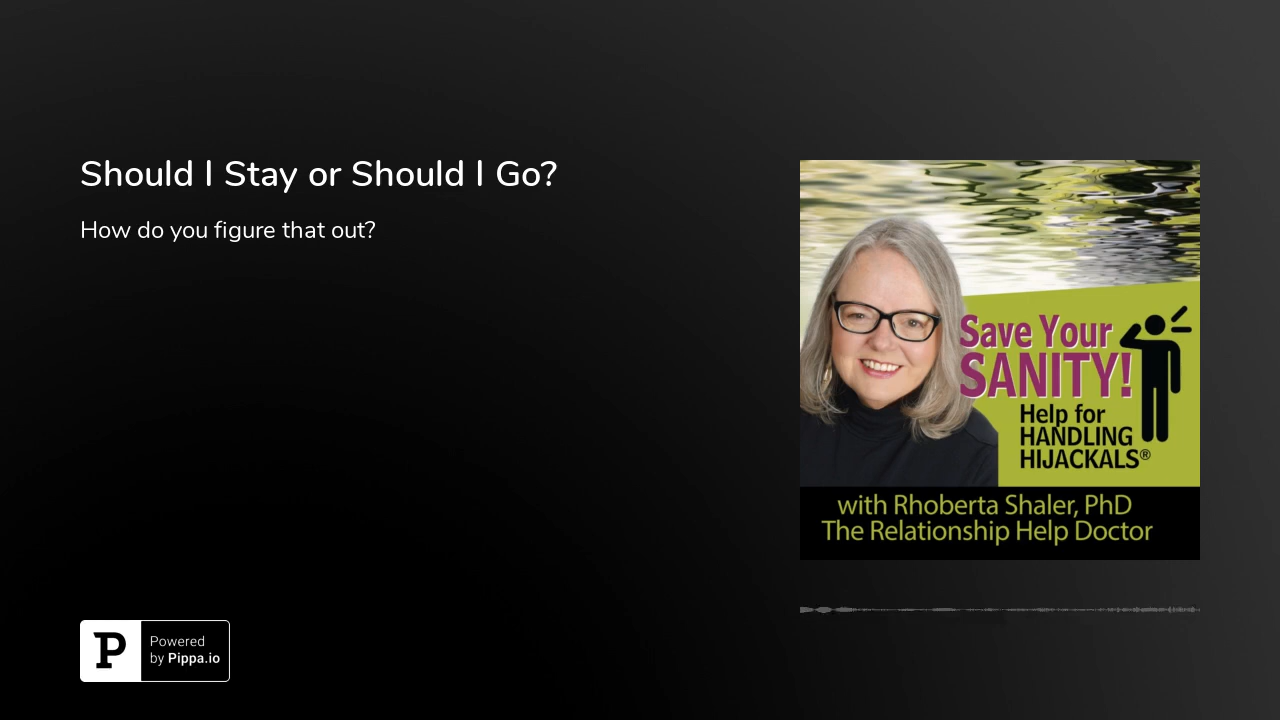 Should I Stay or Should I Go?
How do you figure that out?
Save Your
SANITY!
Help for
HANDLING
HIJACKALS®
with Rhoberta Shaler, PhD
The Relationship Help Doctor
P
Powered
by Pippa.io